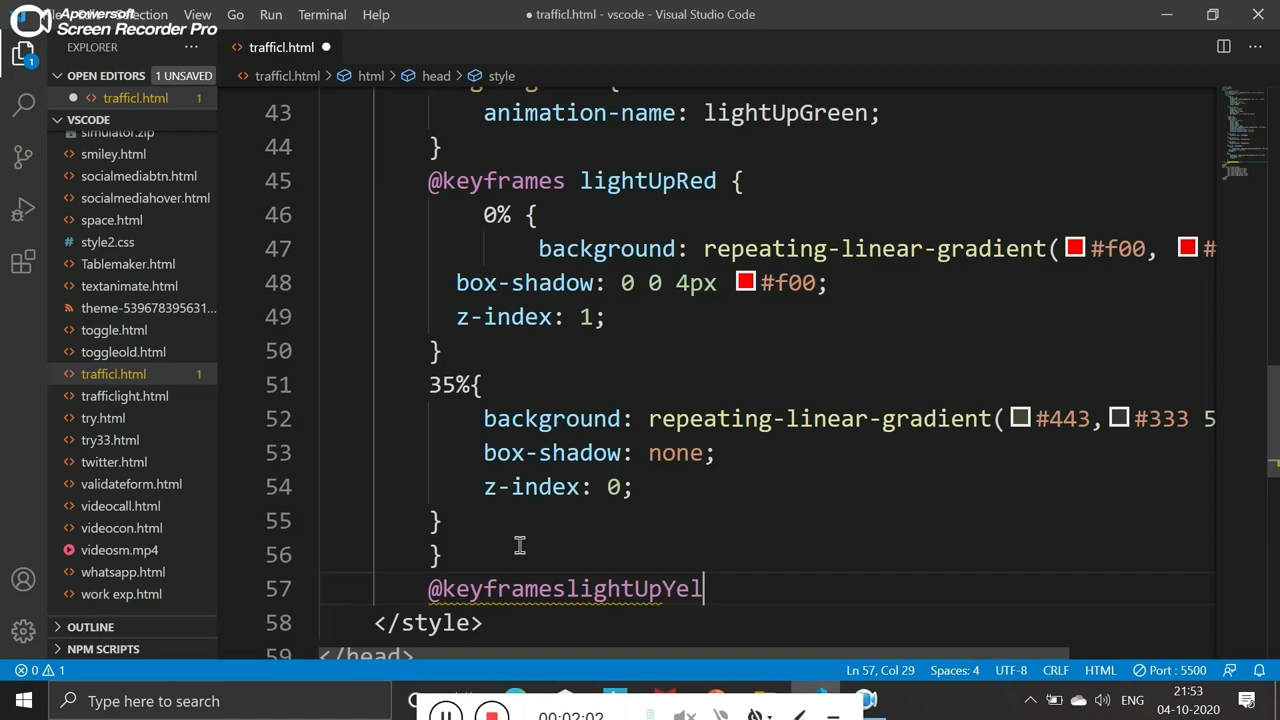 Apowersoft
Screen Recorder Pro
Selection View Go Run Terminal Help
● trafficl.html - vscode - Visual Studio Code
EXPLORER ···
trafficl.html ●
OPEN EDITORS 1 UNSAVED
trafficl.html > html > head > style
● trafficl.html 1
VSCODE
simulator.zip
smiley.html
socialmediabtn.html
socialmediahover.html
space.html
style2.css
Tablemaker.html
textanimate.html
theme-539678395631...
toggle.html
toggleold.html
trafficl.html 1
trafficlight.html
try.html
try33.html
twitter.html
validateform.html
videocall.html
videocon.html
videosm.mp4
whatsapp.html
work exp.html
OUTLINE
NPM SCRIPTS
1
43 animation-name: lightUpGreen;
44 }
45 @keyframes lightUpRed {
46 0% {
47 background: repeating-linear-gradient(#f00, #
48 box-shadow: 0 0 4px #f00;
49 z-index: 1;
50 }
51 35%{
52 background: repeating-linear-gradient(#443,#333 5
53 box-shadow: none;
54 z-index: 0;
55 }
56 }
57 @keyframeslightUpYel
58 </style>
59 </head>
0 1 Ln 57, Col 29 Spaces: 4 UTF-8 CRLF HTML Port : 5500
Type here to search
ENG 21:53
04-10-2020
00:02:02